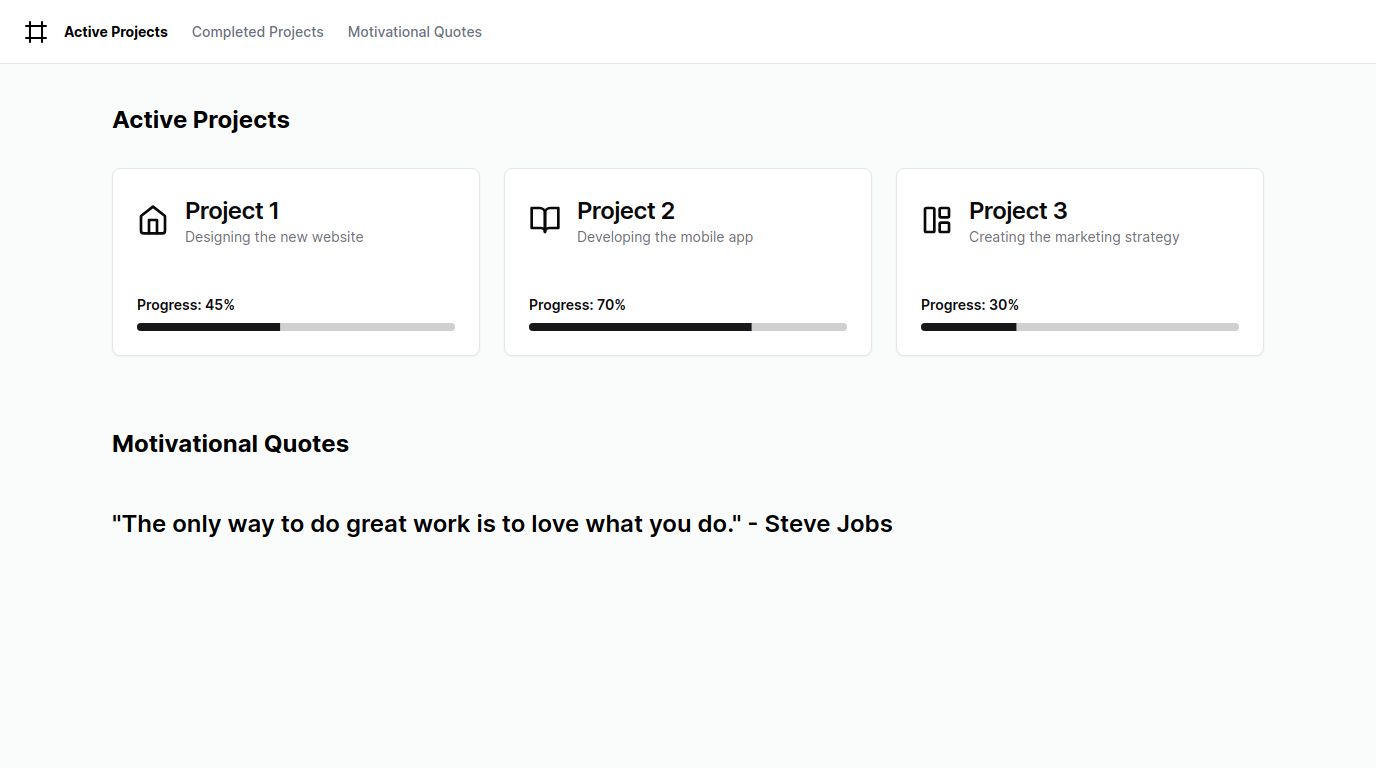 Active Projects Completed Projects Motivational Quotes
Active Projects
Project 1
Designing the new website
Progress: 45%
Project 2
Developing the mobile app
Progress: 70%
Project 3
Creating the marketing strategy
Progress: 30%
Motivational Quotes
"The only way to do great work is to love what you do." - Steve Jobs